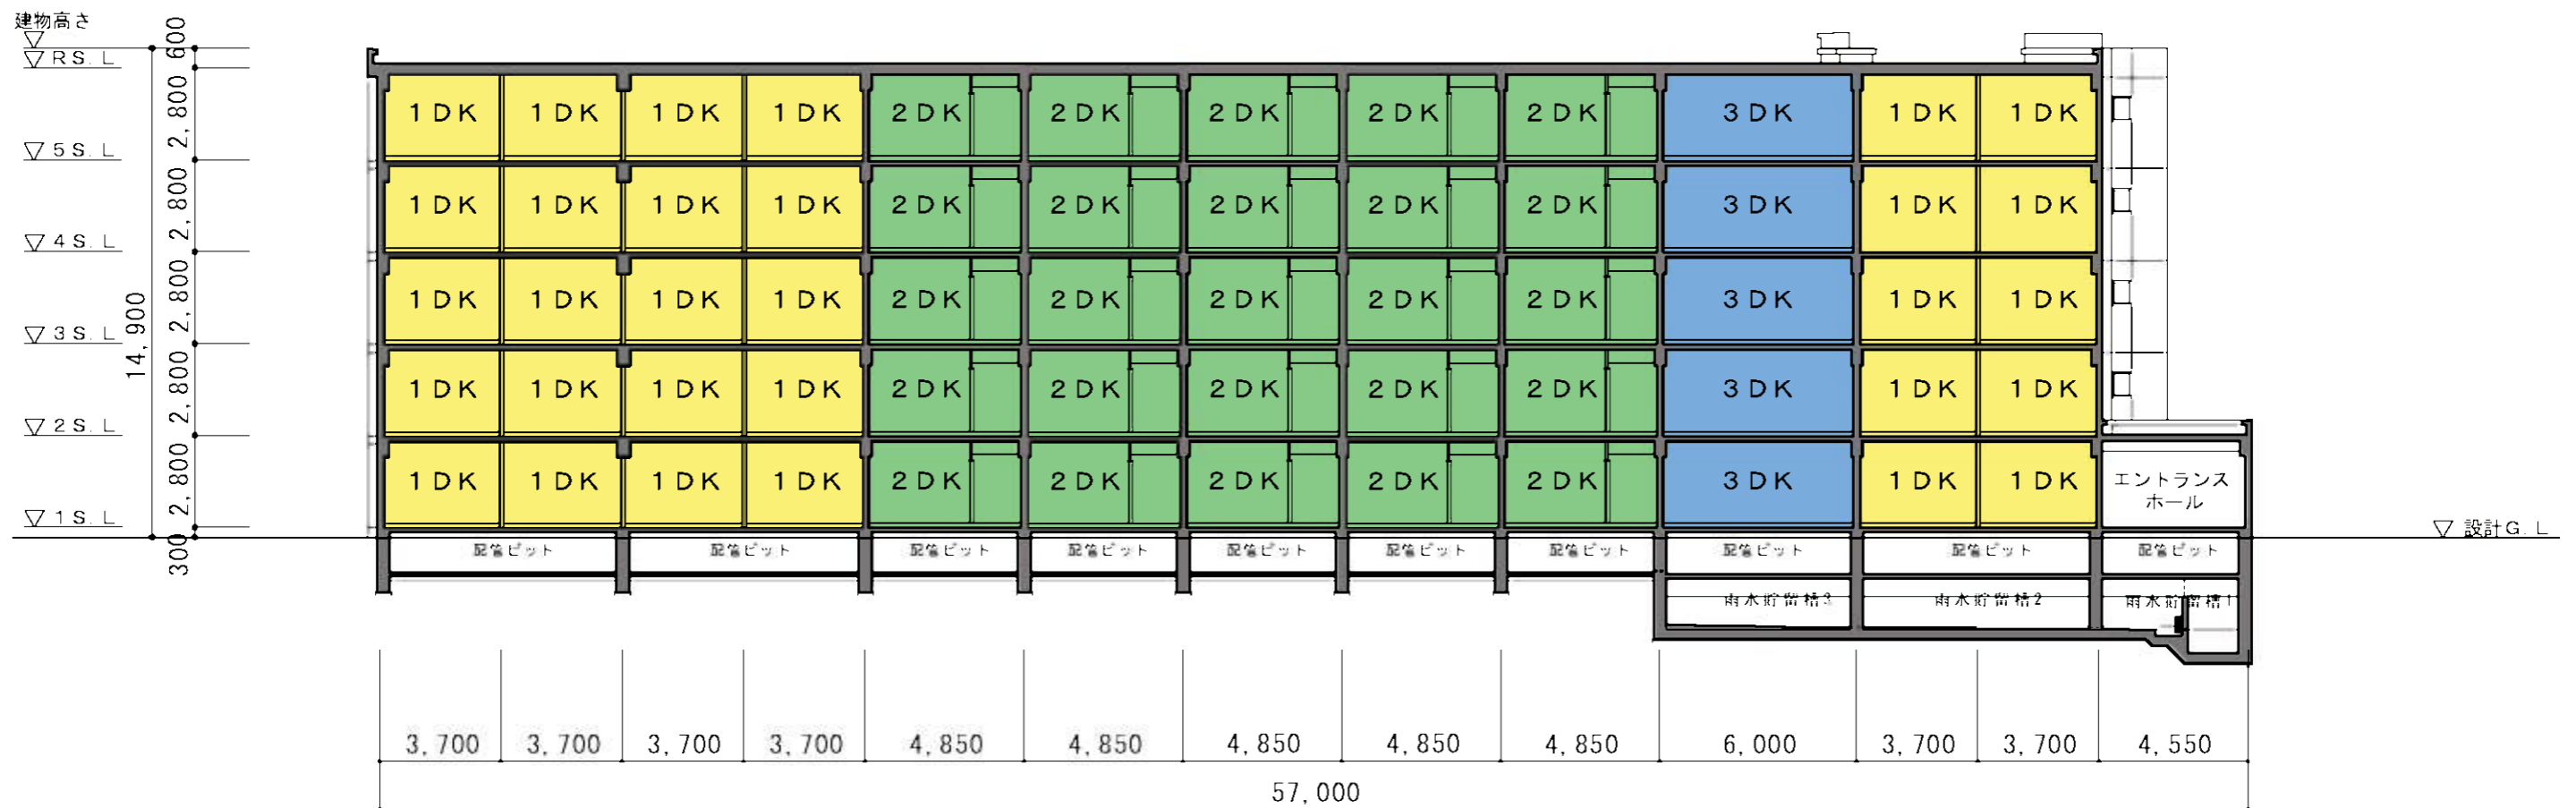 建物高さ
600
▽RS.L
2,800
1DK 1DK 1DK 1DK 2DK 2DK 2DK 2DK 2DK 3DK 1DK 1DK
▽5S.L
2,800
1DK 1DK 1DK 1DK 2DK 2DK 2DK 2DK 2DK 3DK 1DK 1DK
▽4S.L
2,800
14,900
1DK 1DK 1DK 1DK 2DK 2DK 2DK 2DK 2DK 3DK 1DK 1DK
▽3S.L
2,800
1DK 1DK 1DK 1DK 2DK 2DK 2DK 2DK 2DK 3DK 1DK 1DK
▽2S.L
2,800
1DK 1DK 1DK 1DK 2DK 2DK 2DK 2DK 2DK 3DK 1DK 1DK
エントランス
ホール
▽1S.L
▽設計G.L
300
配管ピット 配管ピット 配管ピット 配管ピット 配管ピット 配管ピット 配管ピット 配管ピット 配管ピット 配管ピット
雨水貯留槽3 雨水貯留槽2 雨水貯留槽1
3,700 3,700 3,700 3,700 4,850 4,850 4,850 4,850 4,850 6,000 3,700 3,700 4,550
57,000